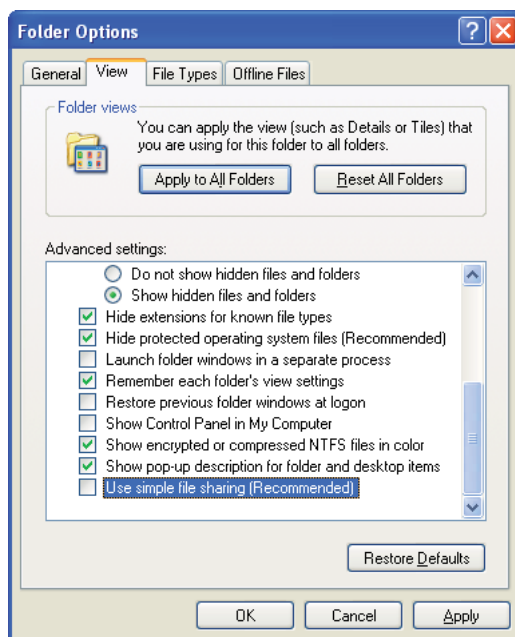 Folder Options
General View File Types Offline Files
Folder views
You can apply the view (such as Details or Tiles) that
you are using for this folder to all folders.
Apply to All Folders Reset All Folders
Advanced settings:
Do not show hidden files and folders
Show hidden files and folders
Hide extensions for known file types
Hide protected operating system files (Recommended)
Launch folder windows in a separate process
Remember each folder's view settings
Restore previous folder windows at logon
Show Control Panel in My Computer
Show encrypted or compressed NTFS files in color
Show pop-up description for folder and desktop items
Use simple file sharing (Recommended)
Restore Defaults
OK Cancel Apply